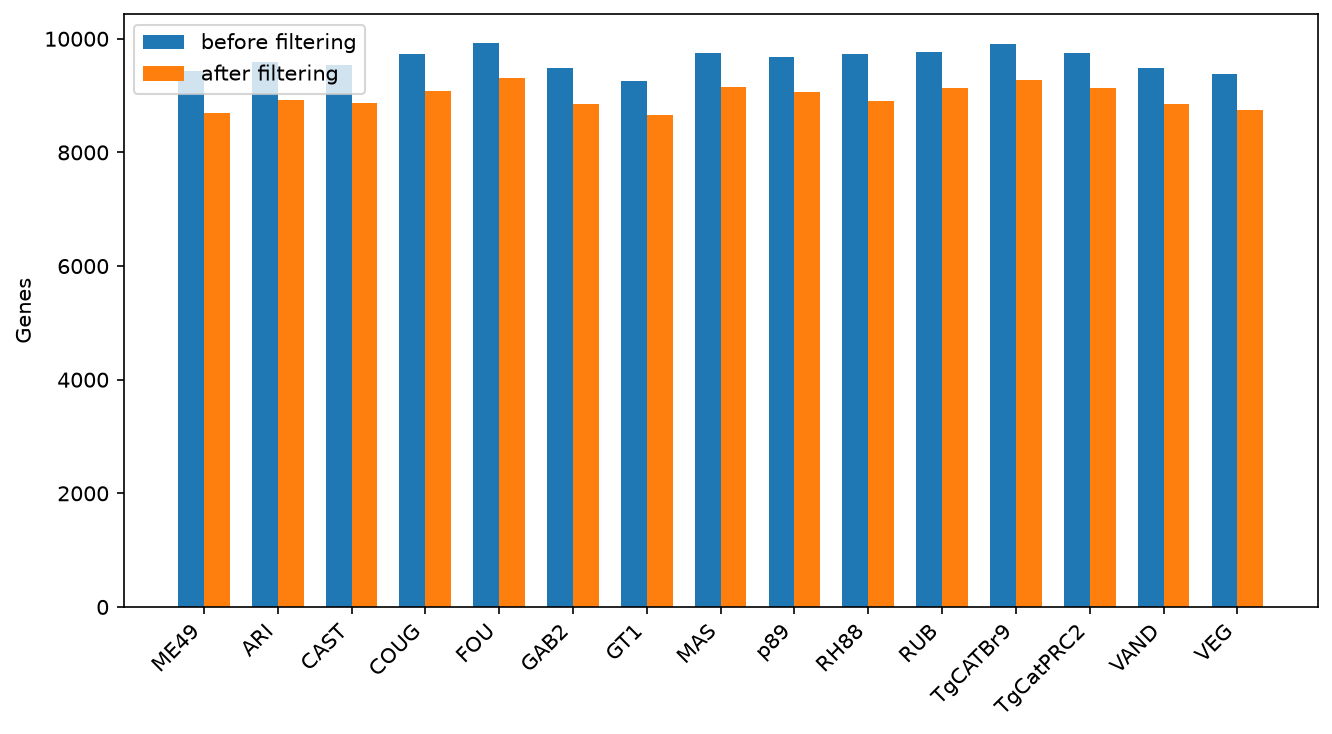 before filtering
after filtering
10000
8000
6000
4000
2000
0
Genes
ME49
ARI
CAST
COUG
FOU
GAB2
GT1
MAS
p89
RH88
RUB
TgCATBr9
TgCatPRC2
VAND
VEG